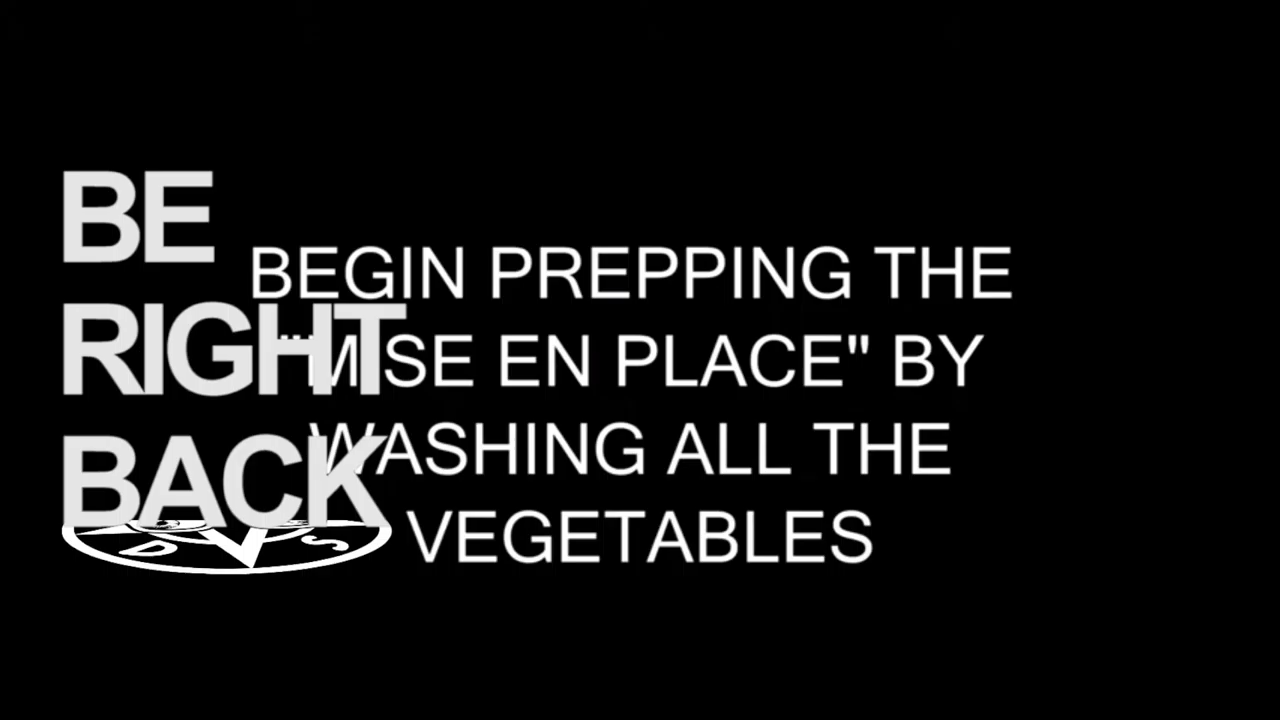 BE
RIGHT
BACK
BEGIN PREPPING THE
"MISE EN PLACE" BY
WASHING ALL THE
VEGETABLES
D S